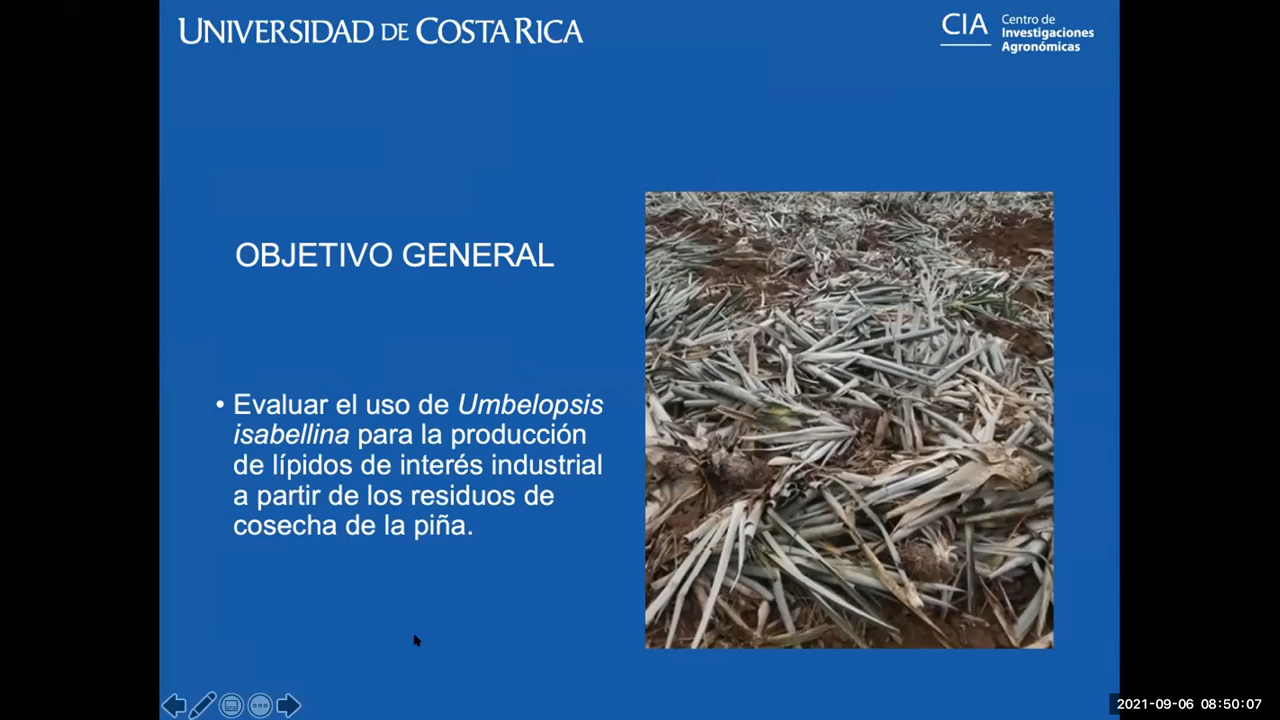 UNIVERSIDAD DE COSTA RICA
CIA
Centro de
Investigaciones
Agronómicas
OBJETIVO GENERAL
• Evaluar el uso de Umbelopsis
isabellina para la producción
de lípidos de interés industrial
a partir de los residuos de
cosecha de la piña.
2021-09-06 08:50:07